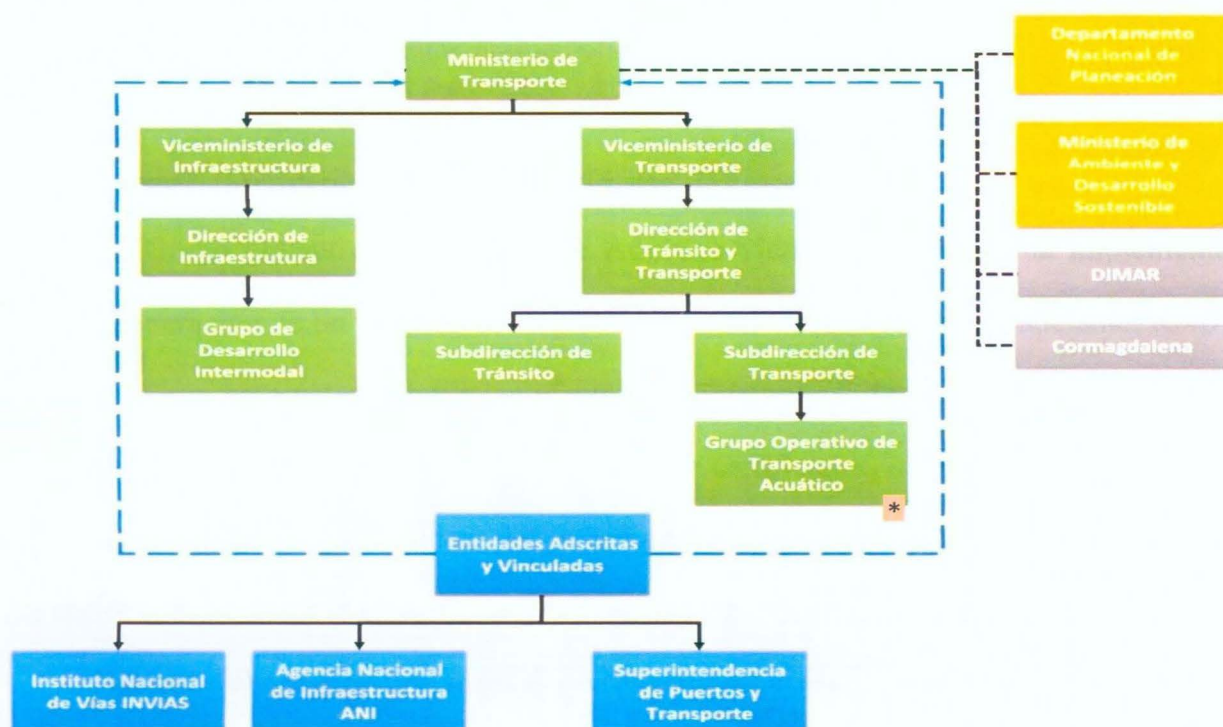 Ministerio de
Transporte
Departamento
Nacional de
Planeación
Viceministerio de
Infraestructura
Viceministerio de
Transporte
Ministerio de
Ambiente y
Desarrollo
Sostenible
Dirección de
Infraestrutura
Dirección de
Tránsito y
Transporte
DIMAR
Grupo de
Desarrollo
Intermodal
Subdirección de
Tránsito
Subdirección de
Transporte
Cormagdalena
Grupo Operativo de
Transporte
Acuático
*
Entidades Adscritas
y Vinculadas
Instituto Nacional
de Vías INVIAS
Agencia Nacional
de Infraestructura
ANI
Superintendencia
de Puertos y
Transporte